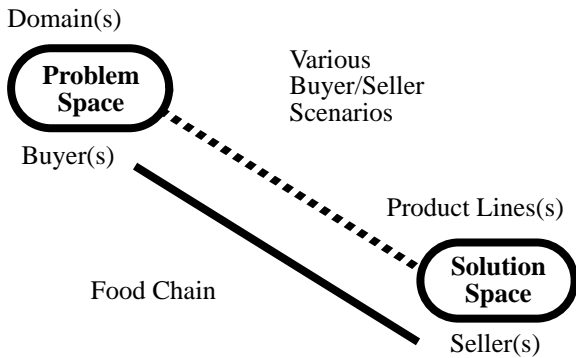 Domain(s)
Problem
Space
Various
Buyer/Seller
Scenarios
Buyer(s)
Product Lines(s)
Solution
Space
Food Chain
Seller(s)